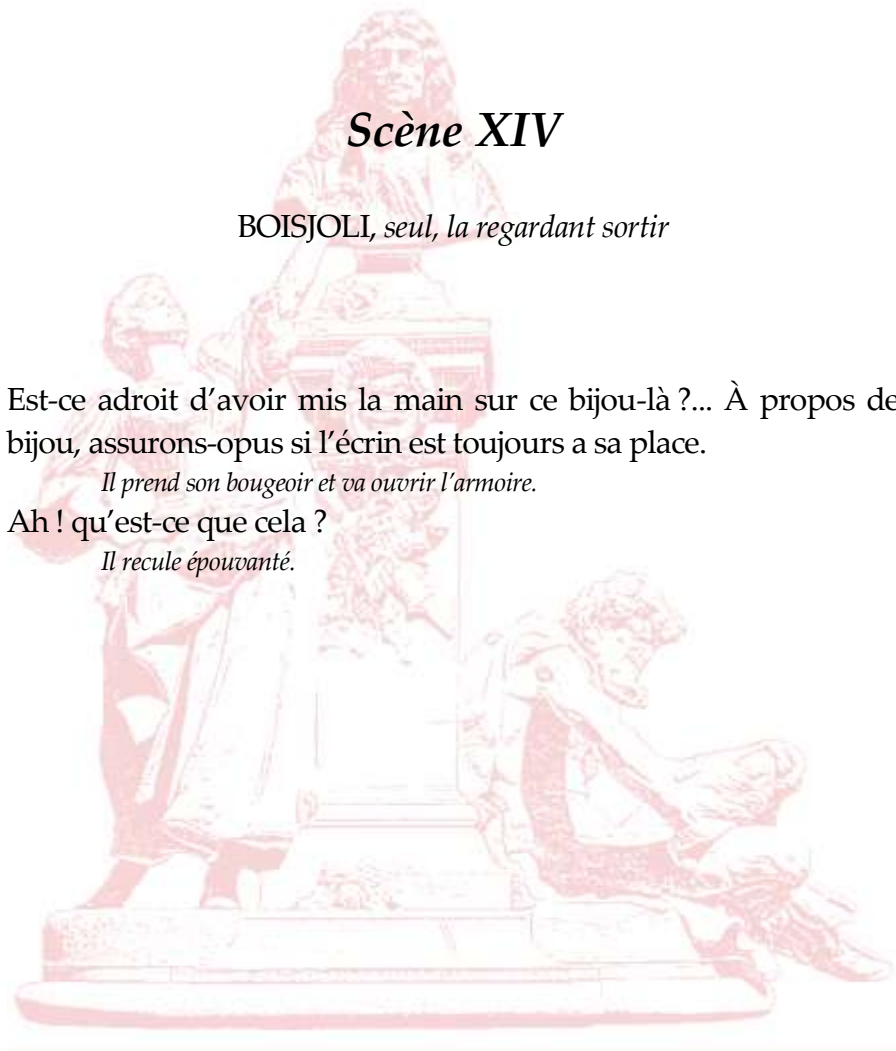 Scène XIV
BOISJOLI, seul, la regardant sortir
Est-ce adroit d’avoir mis la main sur ce bijou-là ?... À propos de
bijou, assurons-opus si l’écrin est toujours a sa place.
Il prend son bougeoir et va ouvrir l’armoire.
Ah ! qu’est-ce que cela ?
Il recule épouvanté.